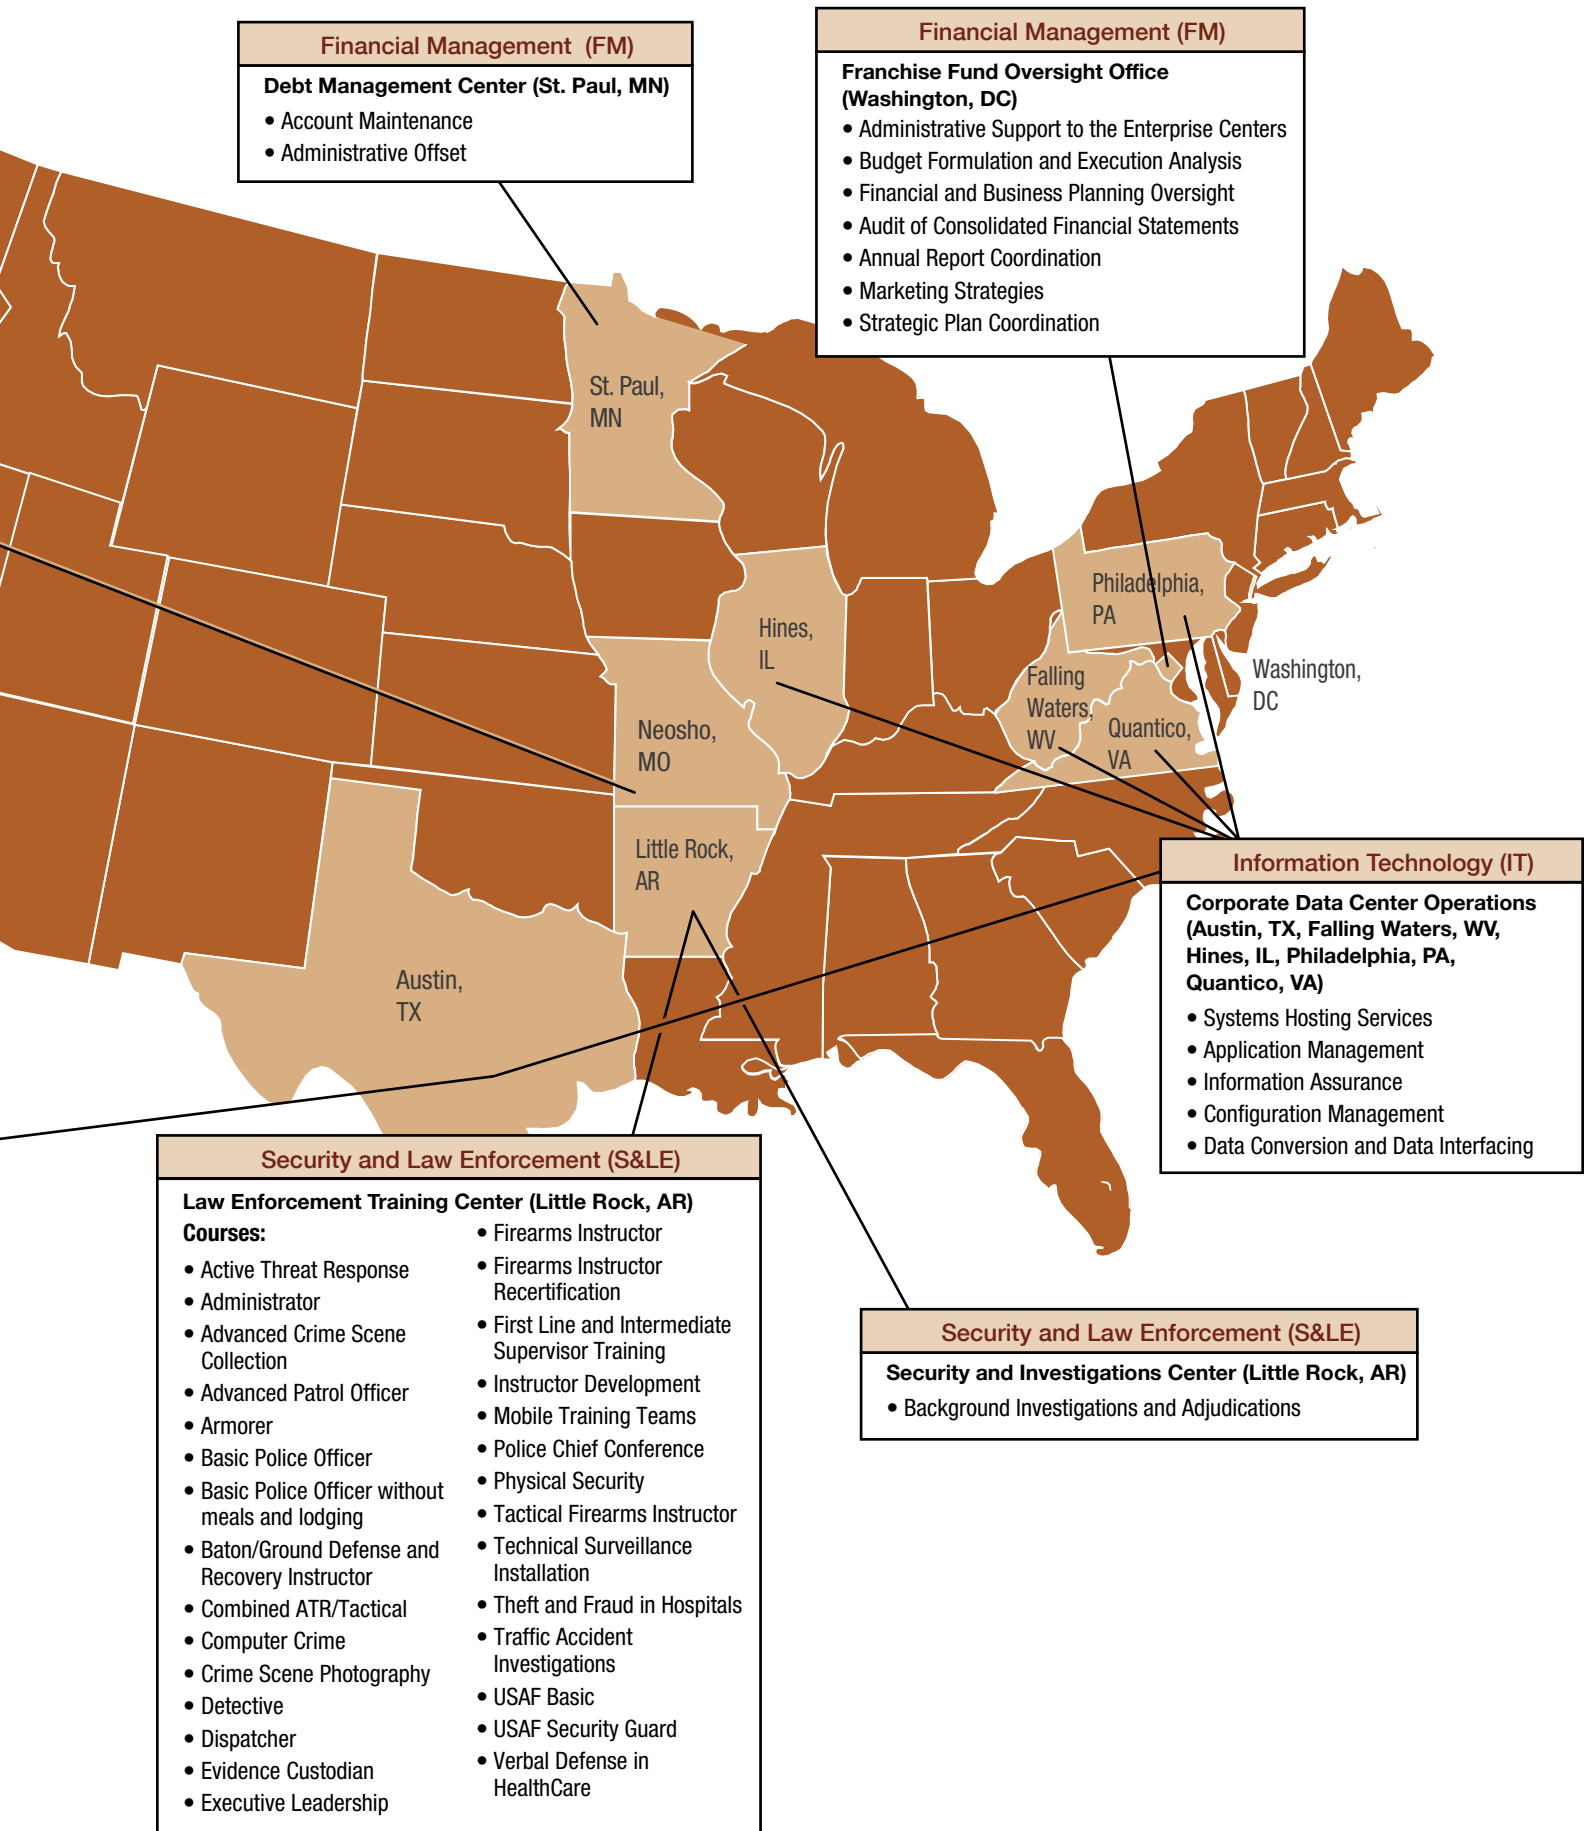 Financial Management  (FM)
Debt Management Center (St. Paul, MN)
• Account Maintenance
• Administrative Offset
Financial Management (FM)
Franchise Fund Oversight Office
(Washington, DC)
• Administrative Support to the Enterprise Centers
• Budget Formulation and Execution Analysis
• Financial and Business Planning Oversight
• Audit of Consolidated Financial Statements
• Annual Report Coordination
• Marketing Strategies
• Strategic Plan Coordination
St. Paul,
MN
Philadelphia,
PA
Hines,
IL
Falling
Waters,
WV
Washington,
DC
Quantico,
VA
Neosho,
MO
Little Rock,
AR
Austin,
TX
Information Technology (IT)
Corporate Data Center Operations
(Austin, TX, Falling Waters, WV,
Hines, IL, Philadelphia, PA,
Quantico, VA)
• Systems Hosting Services
• Application Management
• Information Assurance
• Configuration Management
• Data Conversion and Data Interfacing
Security and Law Enforcement (S&LE)
Law Enforcement Training Center (Little Rock, AR)
Courses:
• Active Threat Response
• Administrator
• Advanced Crime Scene
Collection
• Advanced Patrol Officer
• Armorer
• Basic Police Officer
• Basic Police Officer without
meals and lodging
• Baton/Ground Defense and
Recovery Instructor
• Combined ATR/Tactical
• Computer Crime
• Crime Scene Photography
• Detective
• Dispatcher
• Evidence Custodian
• Executive Leadership
• Firearms Instructor
• Firearms Instructor
Recertification
• First Line and Intermediate
Supervisor Training
• Instructor Development
• Mobile Training Teams
• Police Chief Conference
• Physical Security
• Tactical Firearms Instructor
• Technical Surveillance
Installation
• Theft and Fraud in Hospitals
• Traffic Accident
Investigations
• USAF Basic
• USAF Security Guard
• Verbal Defense in
HealthCare
Security and Law Enforcement (S&LE)
Security and Investigations Center (Little Rock, AR)
• Background Investigations and Adjudications